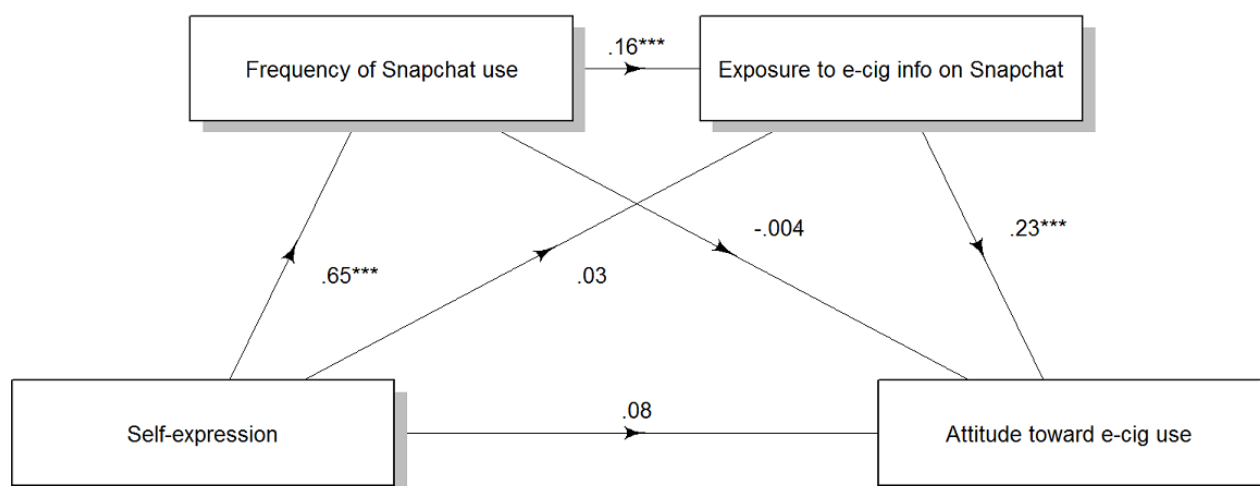 .16***
Frequency of Snapchat use
Exposure to e-cig info on Snapchat
-.004
.23***
.65***
.03
.08
Self-expression
Attitude toward e-cig use